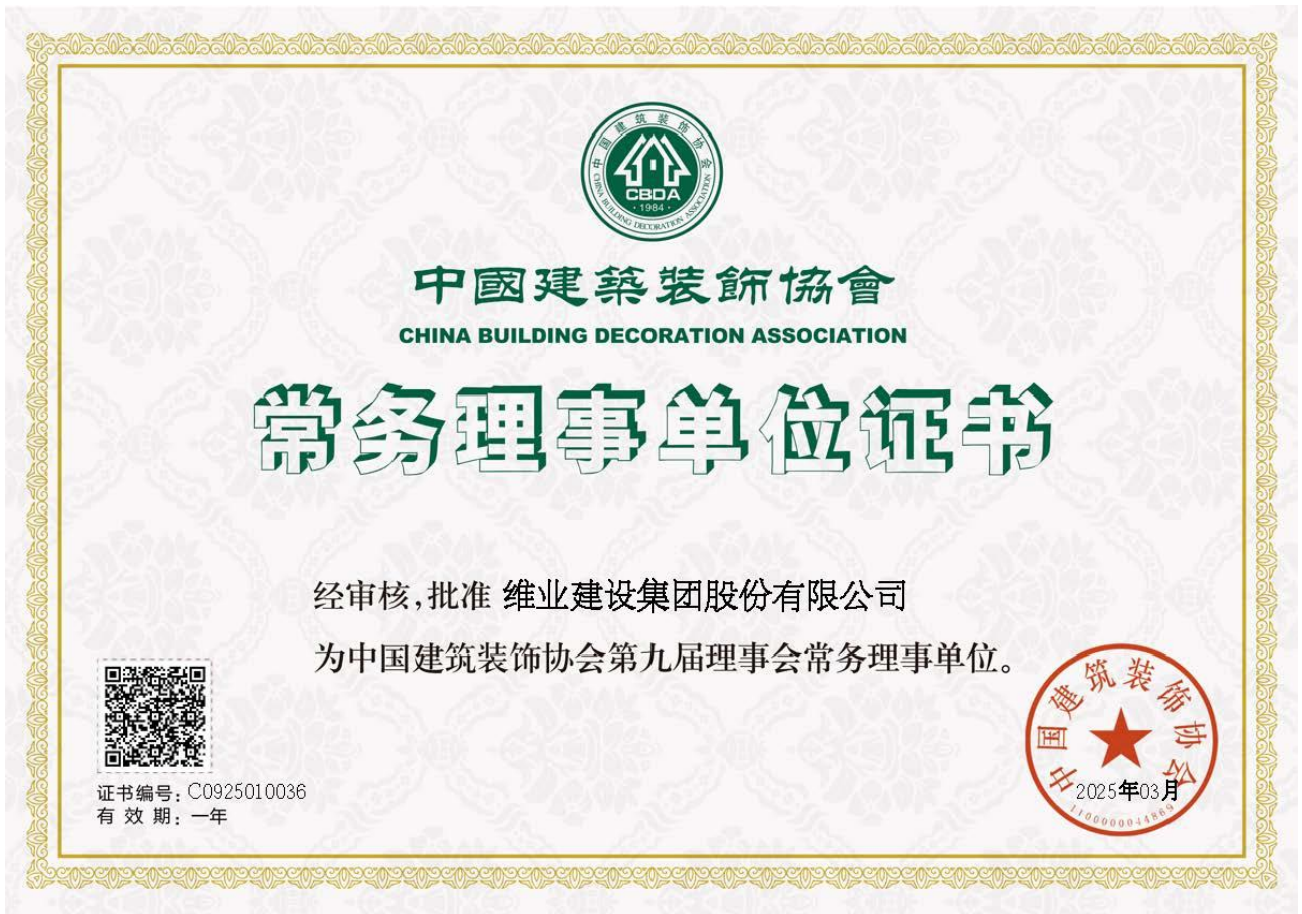 中国建筑装饰协会
CBDA
·1984·
CHINA BUILDING DECORATION ASSOCIATION
中國建築裝飾協會
CHINA BUILDING DECORATION ASSOCIATION
常务理事单位证书
经审核,批准 维业建设集团股份有限公司
为中国建筑装饰协会第九届理事会常务理事单位。
证书编号：C0925010036
有 效 期：一年
中国建筑装饰协会
2025年03月
1100000044869